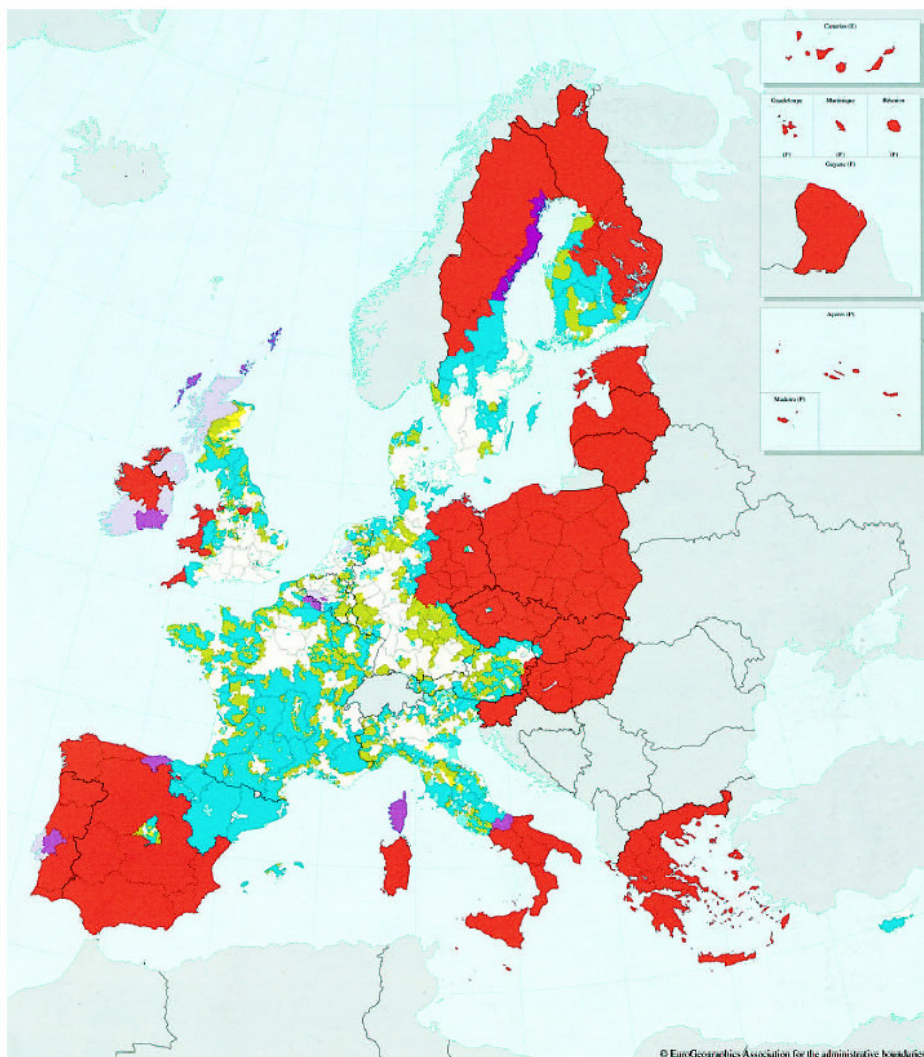 Canarias (E)
Guadeloupe
Martinique
Réunion
(F)
(F)
(F)
Guyane (F)
Açores (P)
Madeira (P)
© EuroGeographics Association for the administrative boundaries